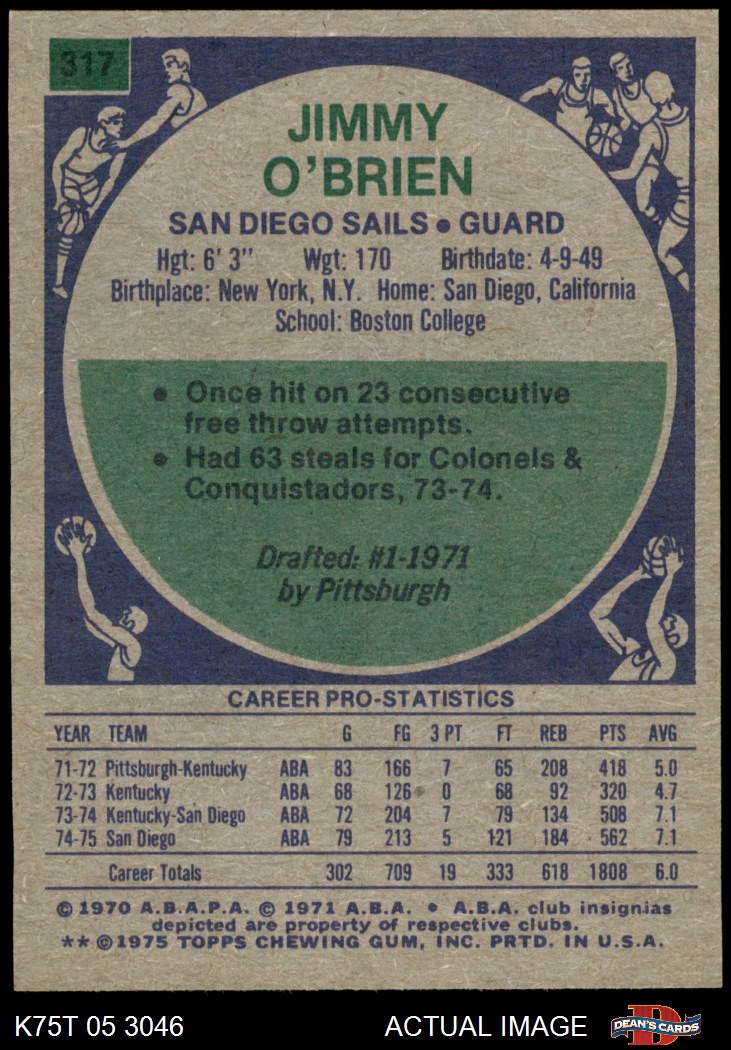 317
JIMMY
O'BRIEN
SAN DIEGO SAILS • GUARD
Hgt: 6' 3" Wgt: 170 Birthdate: 4-9-49
Birthplace: New York, N.Y. Home: San Diego, California
School: Boston College
• Once hit on 23 consecutive
free throw attempts.
• Had 63 steals for Colonels &
Conquistadors, 73-74.
Drafted: #1-1971
by Pittsburgh
CAREER PRO-STATISTICS
YEAR TEAM G FG 3 PT FT REB PTS AVG
71-72 Pittsburgh-Kentucky ABA 83 166 7 65 208 418 5.0
72-73 Kentucky ABA 68 126 0 68 92 320 4.7
73-74 Kentucky-San Diego ABA 72 204 7 79 134 508 7.1
74-75 San Diego ABA 79 213 5 121 184 562 7.1
Career Totals 302 709 19 333 618 1808 6.0
© 1970 A.B.A.P.A. © 1971 A.B.A. • A.B.A. club insignias
depicted are property of respective clubs.
** © 1975 TOPPS CHEWING GUM, INC. PRTD. IN U.S.A.
K75T 05 3046 ACTUAL IMAGE D DEAN'S CARDS